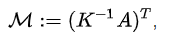 𝓜 := (K⁻¹A)ᵀ,